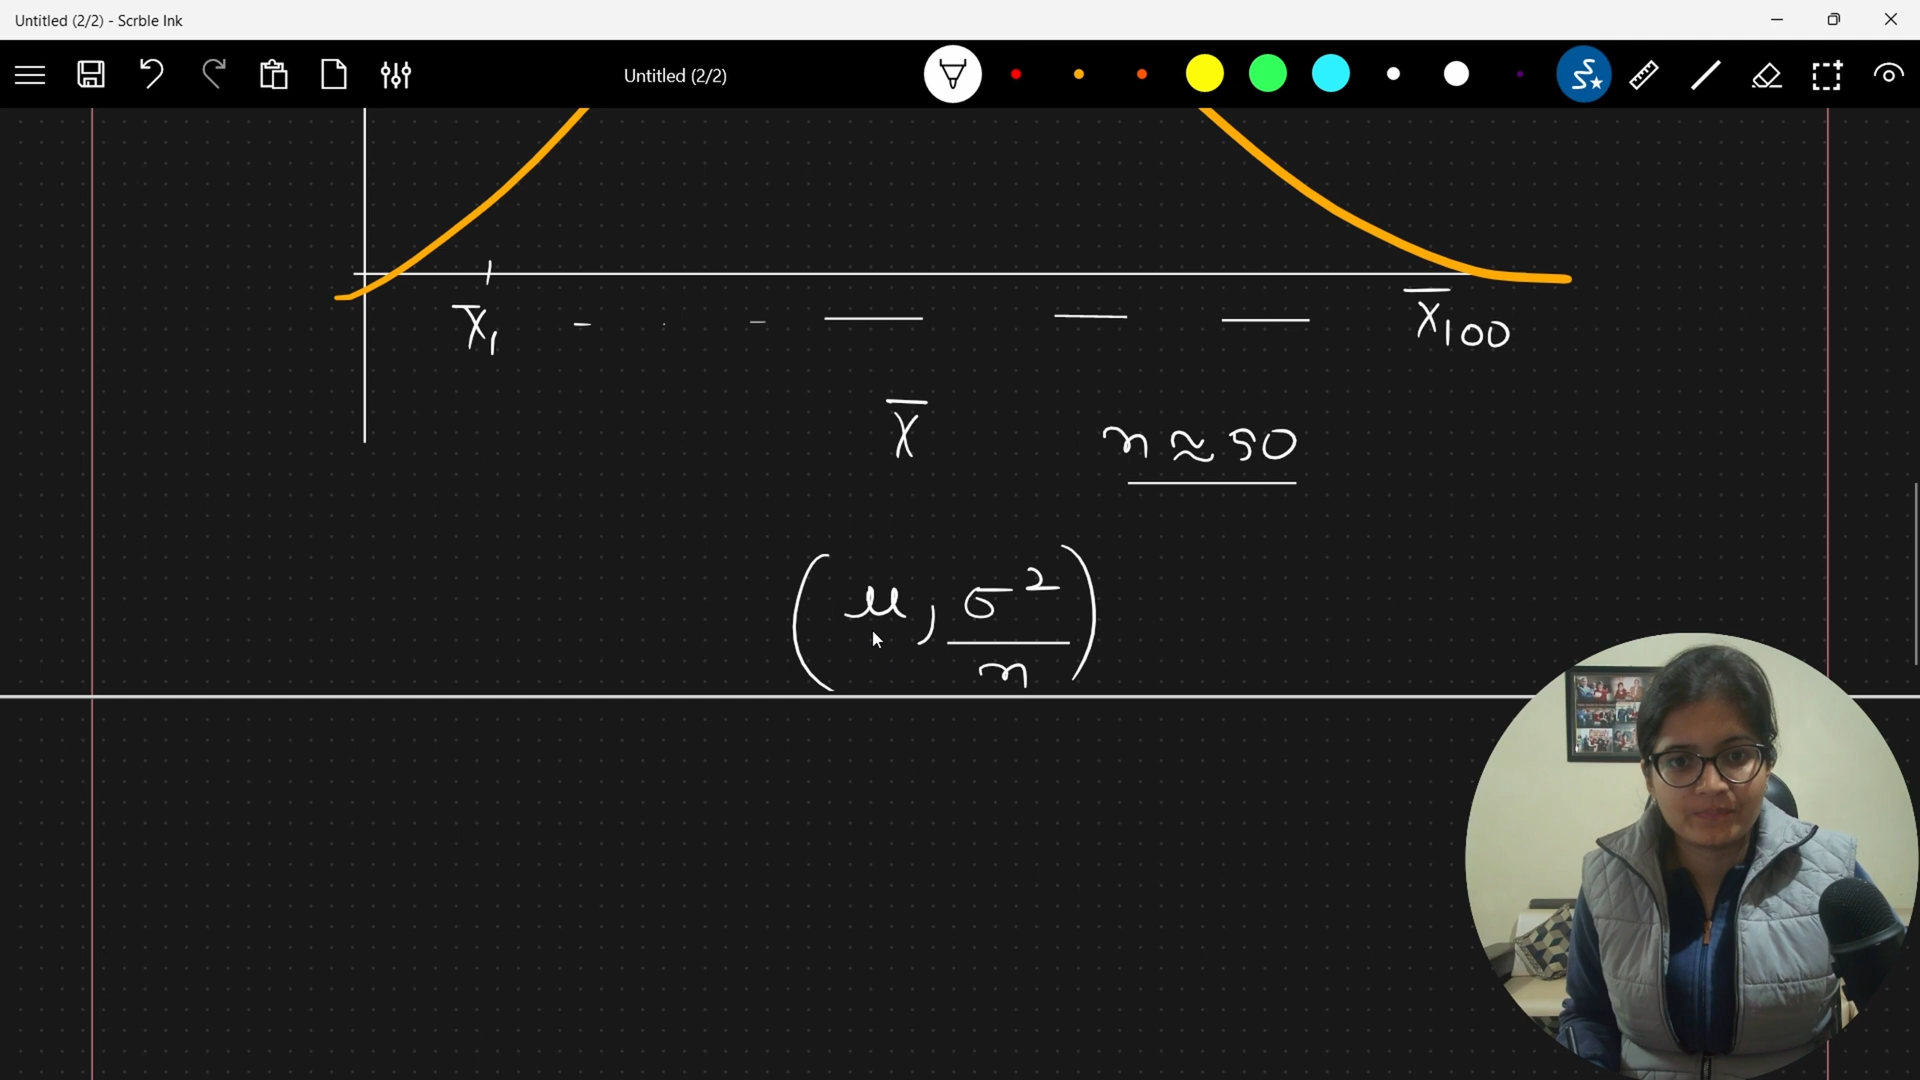 Untitled (2/2) - Scrble Ink
Untitled (2/2)
X̄₁ - . - — — — X̄₁₀₀
X̄ n ≈ 50
(μ, σ²/n)